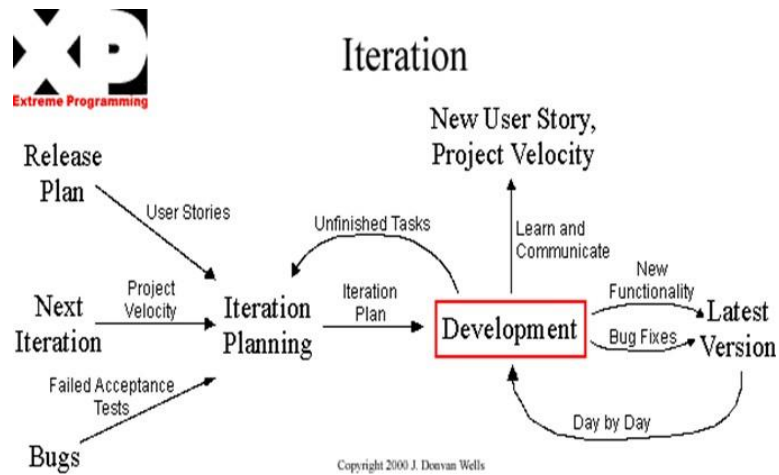 XP
Extreme Programming
Iteration
New User Story,
Project Velocity
Release
Plan
User Stories
Unfinished Tasks
Learn and
Communicate
Project
Velocity
Next
Iteration
Iteration
Planning
Iteration
Plan
Development
New
Functionality
Bug Fixes
Latest
Version
Failed Acceptance
Tests
Bugs
Day by Day
Copyright 2000 J. Donvan Wells